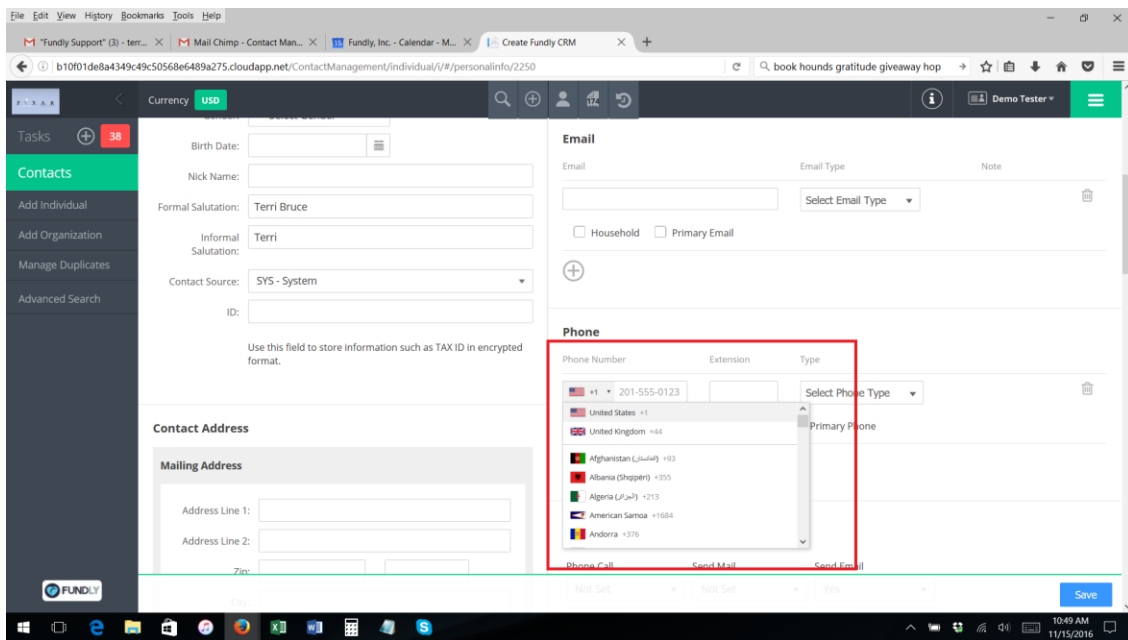 File Edit View History Bookmarks Tools Help
"Fundly Support" (3) - terr...
Mail Chimp - Contact Man...
Fundly, Inc. - Calendar - M...
Create Fundly CRM
b10f01de8a4349c49c50568e6489a275.cloudapp.net/ContactManagement/individual/i/#/personalinfo/2250
book hounds gratitude giveaway hop
Currency USD
Demo Tester
Tasks 38
Contacts
Add Individual
Add Organization
Manage Duplicates
Advanced Search
FUNDLY
Birth Date:
Nick Name:
Formal Salutation: Terri Bruce
Informal Salutation: Terri
Contact Source: SYS - System
ID:
Use this field to store information such as TAX ID in encrypted
format.
Contact Address
Mailing Address
Address Line 1:
Address Line 2:
Zip:
City:
Email
Email Email Type Note
Select Email Type
Household Primary Email
Phone
Phone Number Extension Type
+1 201-555-0123 Select Phone Type
United States +1
Primary Phone
United Kingdom +44
Afghanistan (افغانستان) +93
Albania (Shqipëri) +355
Algeria (الجزائر) +213
American Samoa +1684
Andorra +376
Phone Call Send Mail Send Email
Not Set Not Set Yes
Save
10:49 AM
11/15/2016